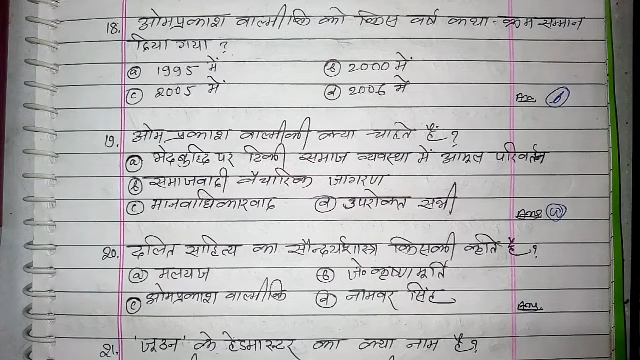 18. ओमप्रकाश वाल्मीकि को किस वर्ष कथा-क्रम सम्मान
दिया गया ?
(a) 1995 में (b) 2000 में
(c) 2005 में (d) 2006 में Ans (b)
19. ओम प्रकाश वाल्मीकी क्या चाहते हैं ?
(a) भेदबुद्धि पर टिकी समाज व्यवस्था में आमूल परिवर्तन
(b) समाजवादी वैचारिक जागरण
(c) मानवाधिकारवाद (d) उपरोक्त सभी Ans
20. दलित साहित्य का सौन्दर्यशास्त्र किसकी कृति है ?
(a) मलयज (b) जे० कृष्णमूर्ति
(c) ओमप्रकाश वाल्मीकि (d) नामवर सिंह Ans.
21. 'जूठन' के हेडमास्टर का क्या नाम है ?